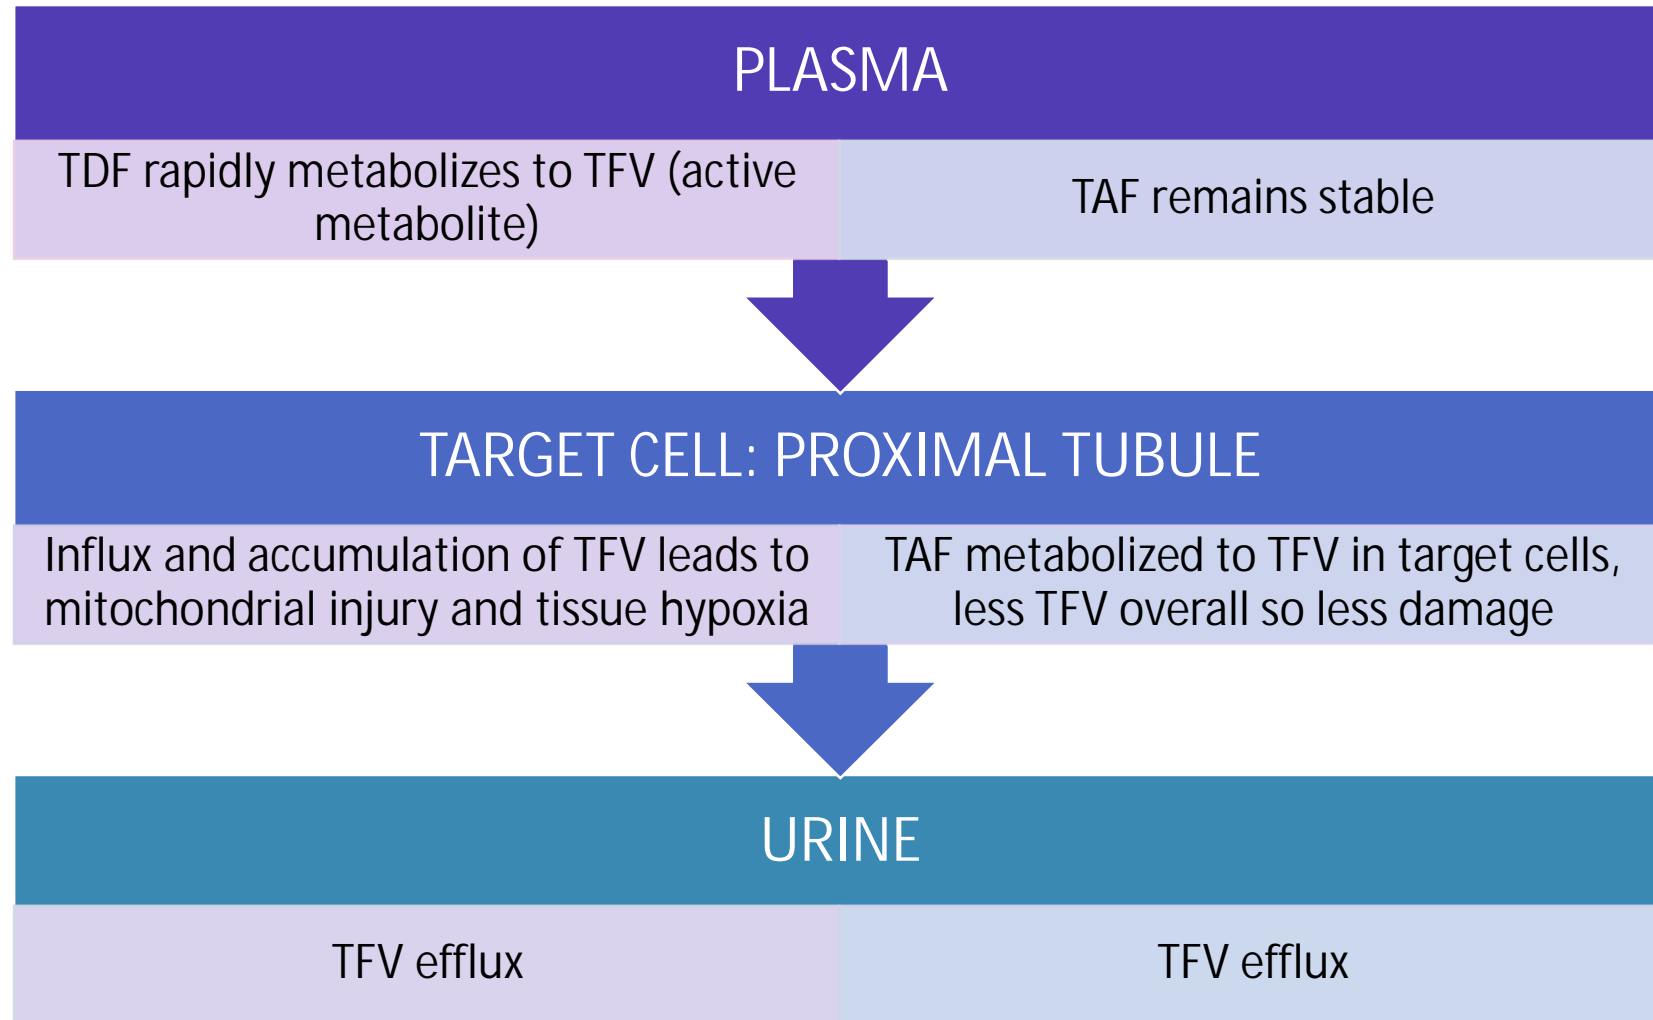 PLASMA
TDF rapidly metabolizes to TFV (active
metabolite)
TAF remains stable
TARGET CELL: PROXIMAL TUBULE
Influx and accumulation of TFV leads to
mitochondrial injury and tissue hypoxia
TAF metabolized to TFV in target cells,
less TFV overall so less damage
URINE
TFV efflux
TFV efflux